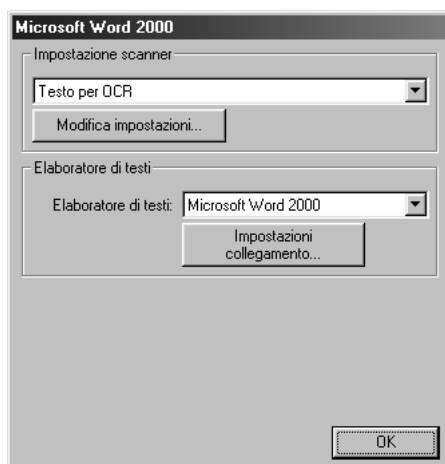 Microsoft Word 2000
Impostazione scanner
Testo per OCR
Modifica impostazioni...
Elaboratore di testi
Elaboratore di testi: Microsoft Word 2000
Impostazioni
collegamento...
OK